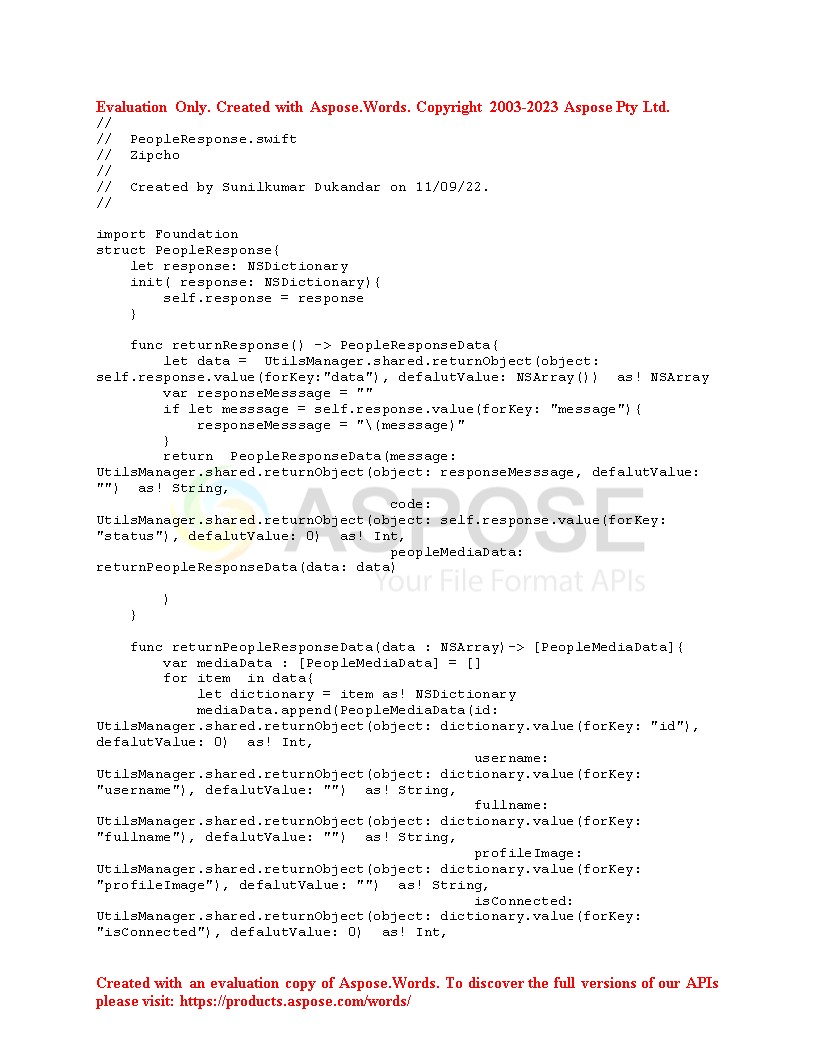 Evaluation Only. Created with Aspose.Words. Copyright 2003-2023 Aspose Pty Ltd.
//
//  PeopleResponse.swift
//  Zipcho
//
//  Created by Sunilkumar Dukandar on 11/09/22.
//
import Foundation
struct PeopleResponse{
    let response: NSDictionary
    init( response: NSDictionary){
        self.response = response
    }
    func returnResponse() -> PeopleResponseData{
        let data =  UtilsManager.shared.returnObject(object:
self.response.value(forKey:"data"), defalutValue: NSArray())  as! NSArray
        var responseMesssage = ""
        if let messsage = self.response.value(forKey: "message"){
            responseMesssage = "\(messsage)"
        }
        return  PeopleResponseData(message:
UtilsManager.shared.returnObject(object: responseMesssage, defalutValue:
"")  as! String,
                                   code:
UtilsManager.shared.returnObject(object: self.response.value(forKey:
"status"), defalutValue: 0)  as! Int,
                                   peopleMediaData:
returnPeopleResponseData(data: data)
ASPOSE
Your File Format APIs
        )
    }
    func returnPeopleResponseData(data : NSArray)-> [PeopleMediaData]{
        var mediaData : [PeopleMediaData] = []
        for item  in data{
            let dictionary = item as! NSDictionary
            mediaData.append(PeopleMediaData(id:
UtilsManager.shared.returnObject(object: dictionary.value(forKey: "id"),
defalutValue: 0)  as! Int,
                                             username:
UtilsManager.shared.returnObject(object: dictionary.value(forKey:
"username"), defalutValue: "")  as! String,
                                             fullname:
UtilsManager.shared.returnObject(object: dictionary.value(forKey:
"fullname"), defalutValue: "")  as! String,
                                             profileImage:
UtilsManager.shared.returnObject(object: dictionary.value(forKey:
"profileImage"), defalutValue: "")  as! String,
                                             isConnected:
UtilsManager.shared.returnObject(object: dictionary.value(forKey:
"isConnected"), defalutValue: 0)  as! Int,
Created with an evaluation copy of Aspose.Words. To discover the full versions of our APIs
please visit: https://products.aspose.com/words/